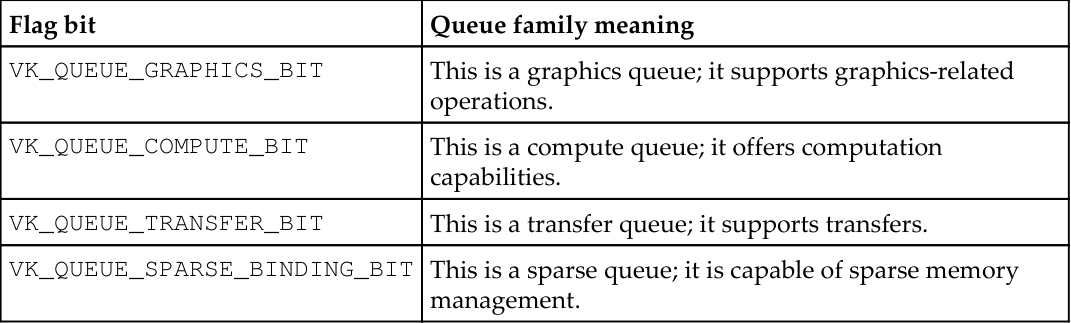 Flag bit
Queue family meaning
VK_QUEUE_GRAPHICS_BIT
This is a graphics queue; it supports graphics-related
operations.
VK_QUEUE_COMPUTE_BIT
This is a compute queue; it offers computation
capabilities.
VK_QUEUE_TRANSFER_BIT
This is a transfer queue; it supports transfers.
VK_QUEUE_SPARSE_BINDING_BIT
This is a sparse queue; it is capable of sparse memory
management.